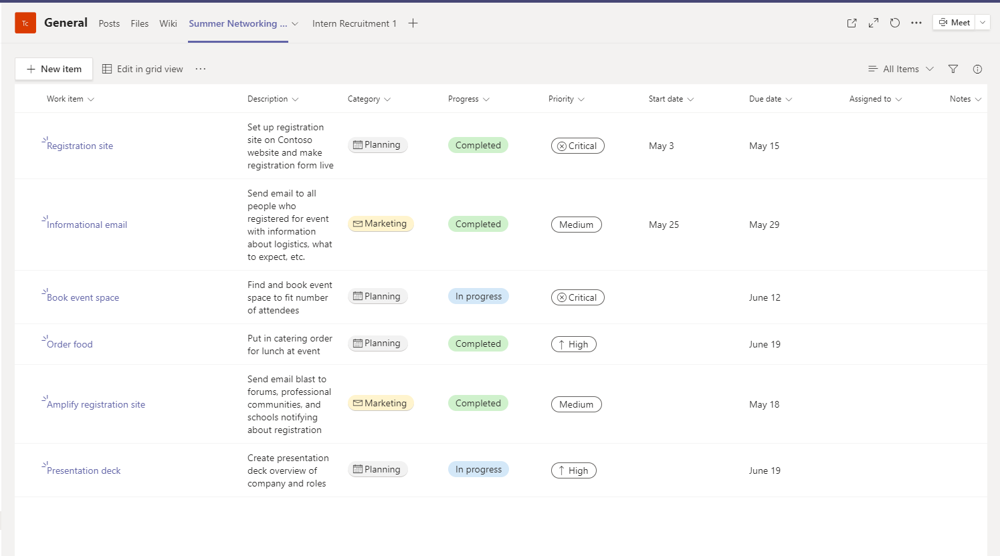 Tc General Posts Files Wiki Summer Networking ... Intern Recruitment 1 Meet
New item Edit in grid view All Items
Work item Description Category Progress Priority Start date Due date Assigned to Notes
Set up registration
site on Contoso
website and make
registration form live
Registration site Planning Completed Critical May 3 May 15
Send email to all
people who
registered for event
with information
about logistics, what
to expect, etc.
Informational email Marketing Completed Medium May 25 May 29
Find and book event
space to fit number
of attendees
Book event space Planning In progress Critical June 12
Put in catering order
for lunch at event
Order food Planning Completed High June 19
Send email blast to
forums, professional
communities, and
schools notifying
about registration
Amplify registration site Marketing Completed Medium May 18
Create presentation
deck overview of
company and roles
Presentation deck Planning In progress High June 19